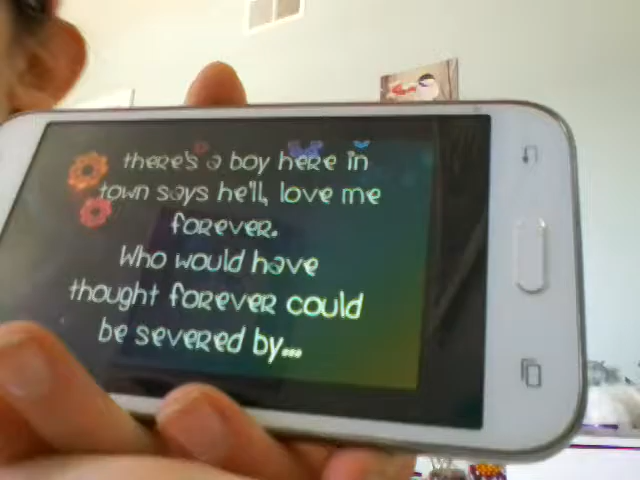 there's a boy here in
town says he'll, love me
forever.
Who would have
thought forever could
be severed by...